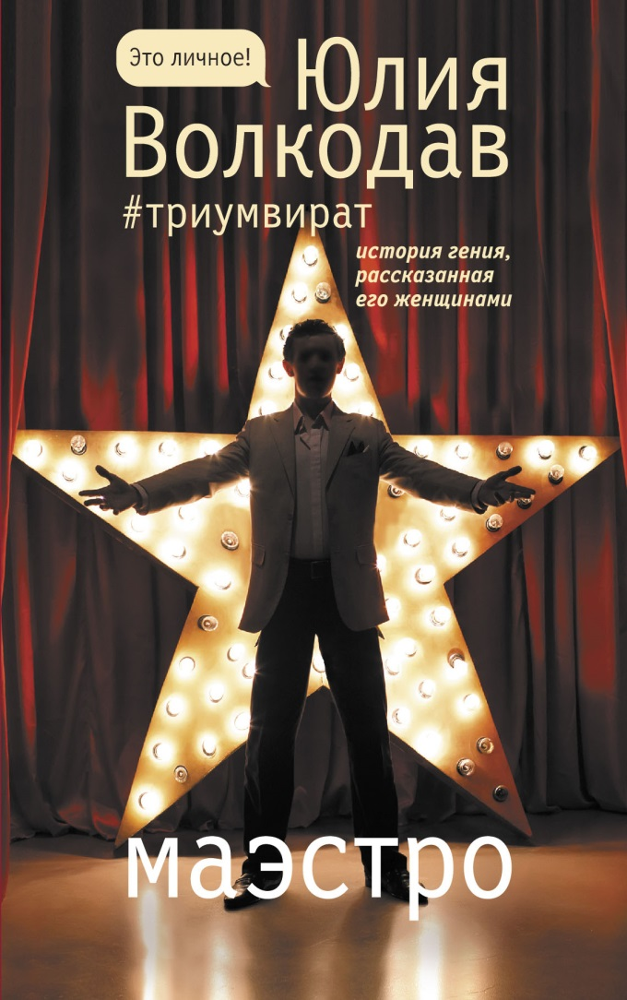 Это личное!
Юлия
Волкодав
#триумвират
история гения,
рассказанная
его женщинами
маэстро